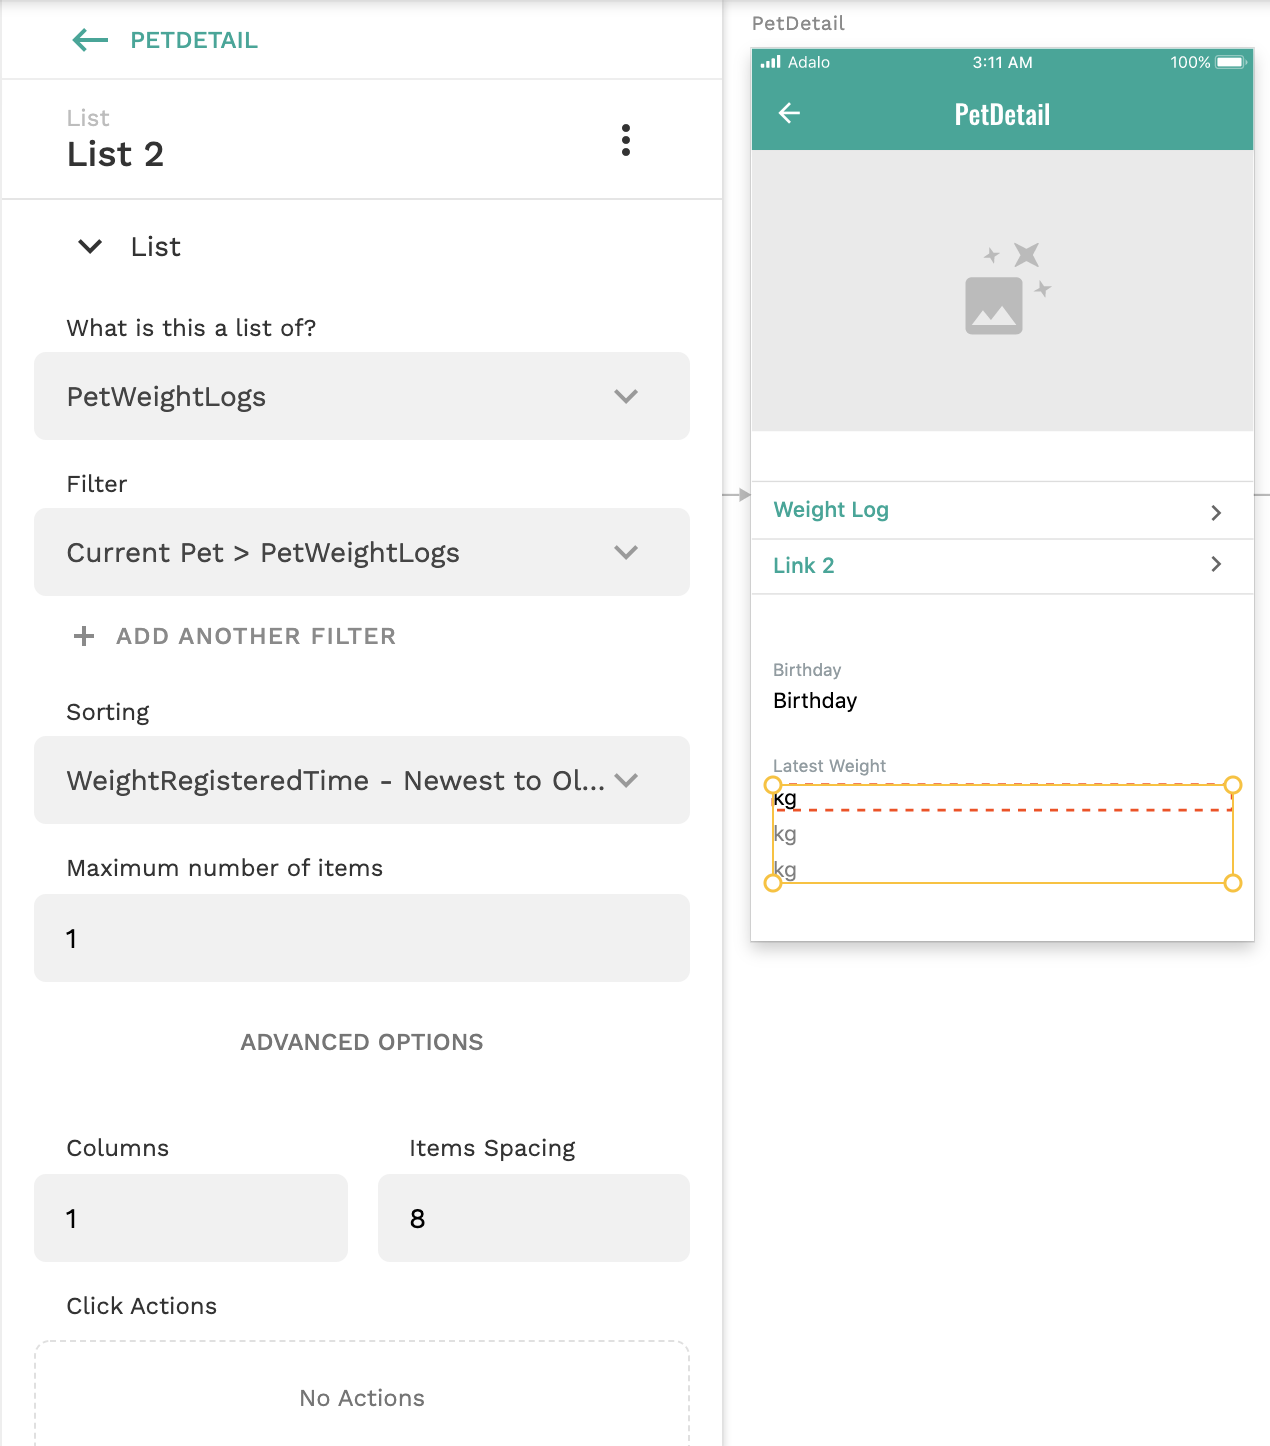 PETDETAIL
List
List 2
List
What is this a list of?
PetWeightLogs
Filter
Current Pet > PetWeightLogs
ADD ANOTHER FILTER
Sorting
WeightRegisteredTime - Newest to Ol...
Maximum number of items
1
ADVANCED OPTIONS
Columns
Items Spacing
1
8
Click Actions
No Actions
PetDetail
Adalo
3:11 AM
100%
PetDetail
Weight Log
Link 2
Birthday
Birthday
Latest Weight
kg
kg
kg